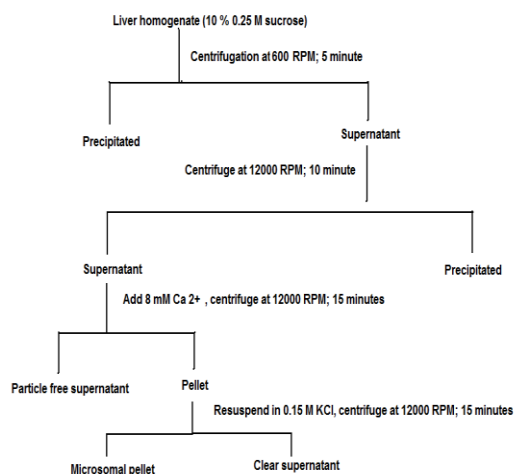 Liver homogenate (10 % 0.25 M sucrose)
Centrifugation at 600 RPM; 5 minute
Precipitated
Supernatant
Centrifuge at 12000 RPM; 10 minute
Supernatant
Precipitated
Add 8 mM Ca 2+ , centrifuge at 12000 RPM; 15 minutes
Particle free supernatant
Pellet
Resuspend in 0.15 M KCl, centrifuge at 12000 RPM; 15 minutes
Microsomal pellet
Clear supernatant